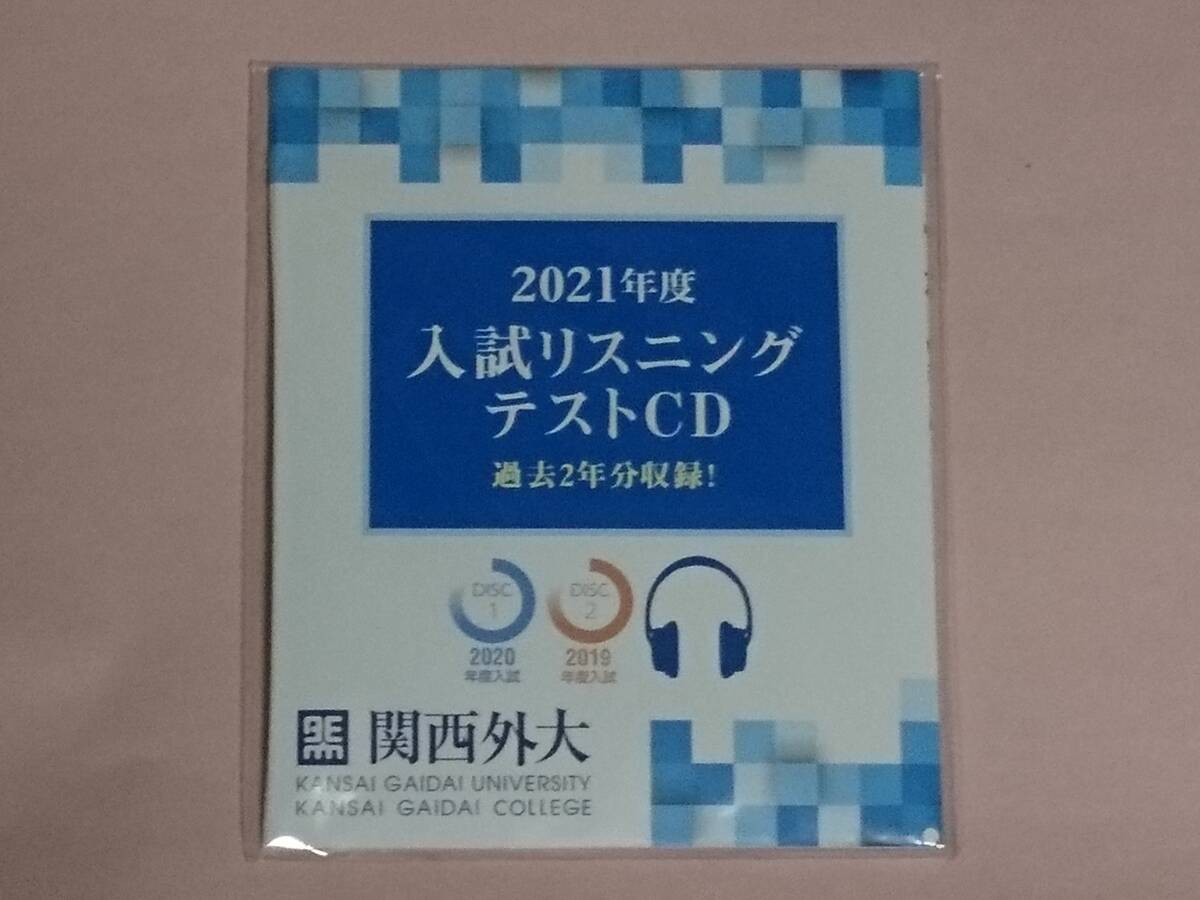 2021年度
入試リスニング
テストCD
過去2年分収録!
DISC
1
2020
年度入試
DISC
2
2019
年度入試
関西外大
KANSAI GAIDAI UNIVERSITY
KANSAI GAIDAI COLLEGE